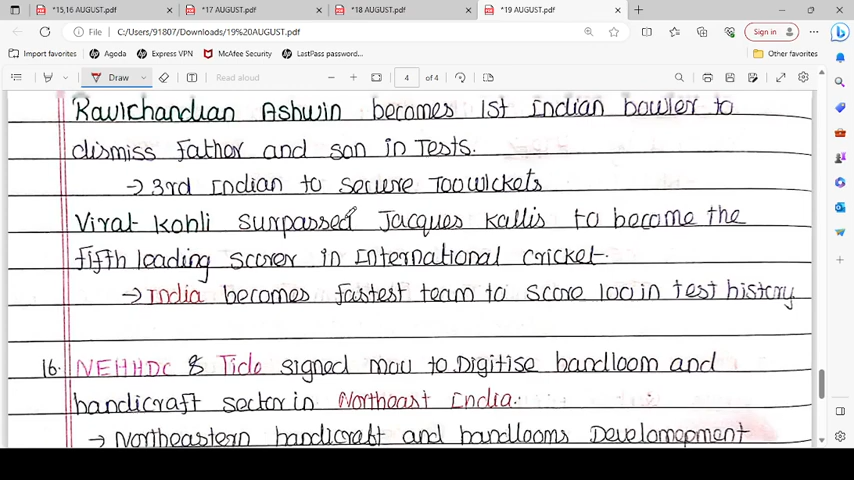 *15,16 AUGUST.pdf
*17 AUGUST.pdf
*18 AUGUST.pdf
*19 AUGUST.pdf
File C:/Users/91807/Downloads/19%20AUGUST.pdf
Sign in
Import favorites Agoda Express VPN McAfee Security LastPass password... Other favorites
Draw Read aloud 4 of 4
Ravichandian Ashwin becomes 1st Indian bowler to
dismiss father and son in Tests.
→ 3rd Indian to secure 700wickets
Virat Kohli surpassed Jacques Kallis to become the
fifth leading scorer in International cricket.
→ India becomes fastest team to score 100 in test history.
16. NEHHDC & Tide signed mou to Digitise handloom and
handicraft sector in Northeast India.
→ Northeastern handicraft and handlooms Develomepment